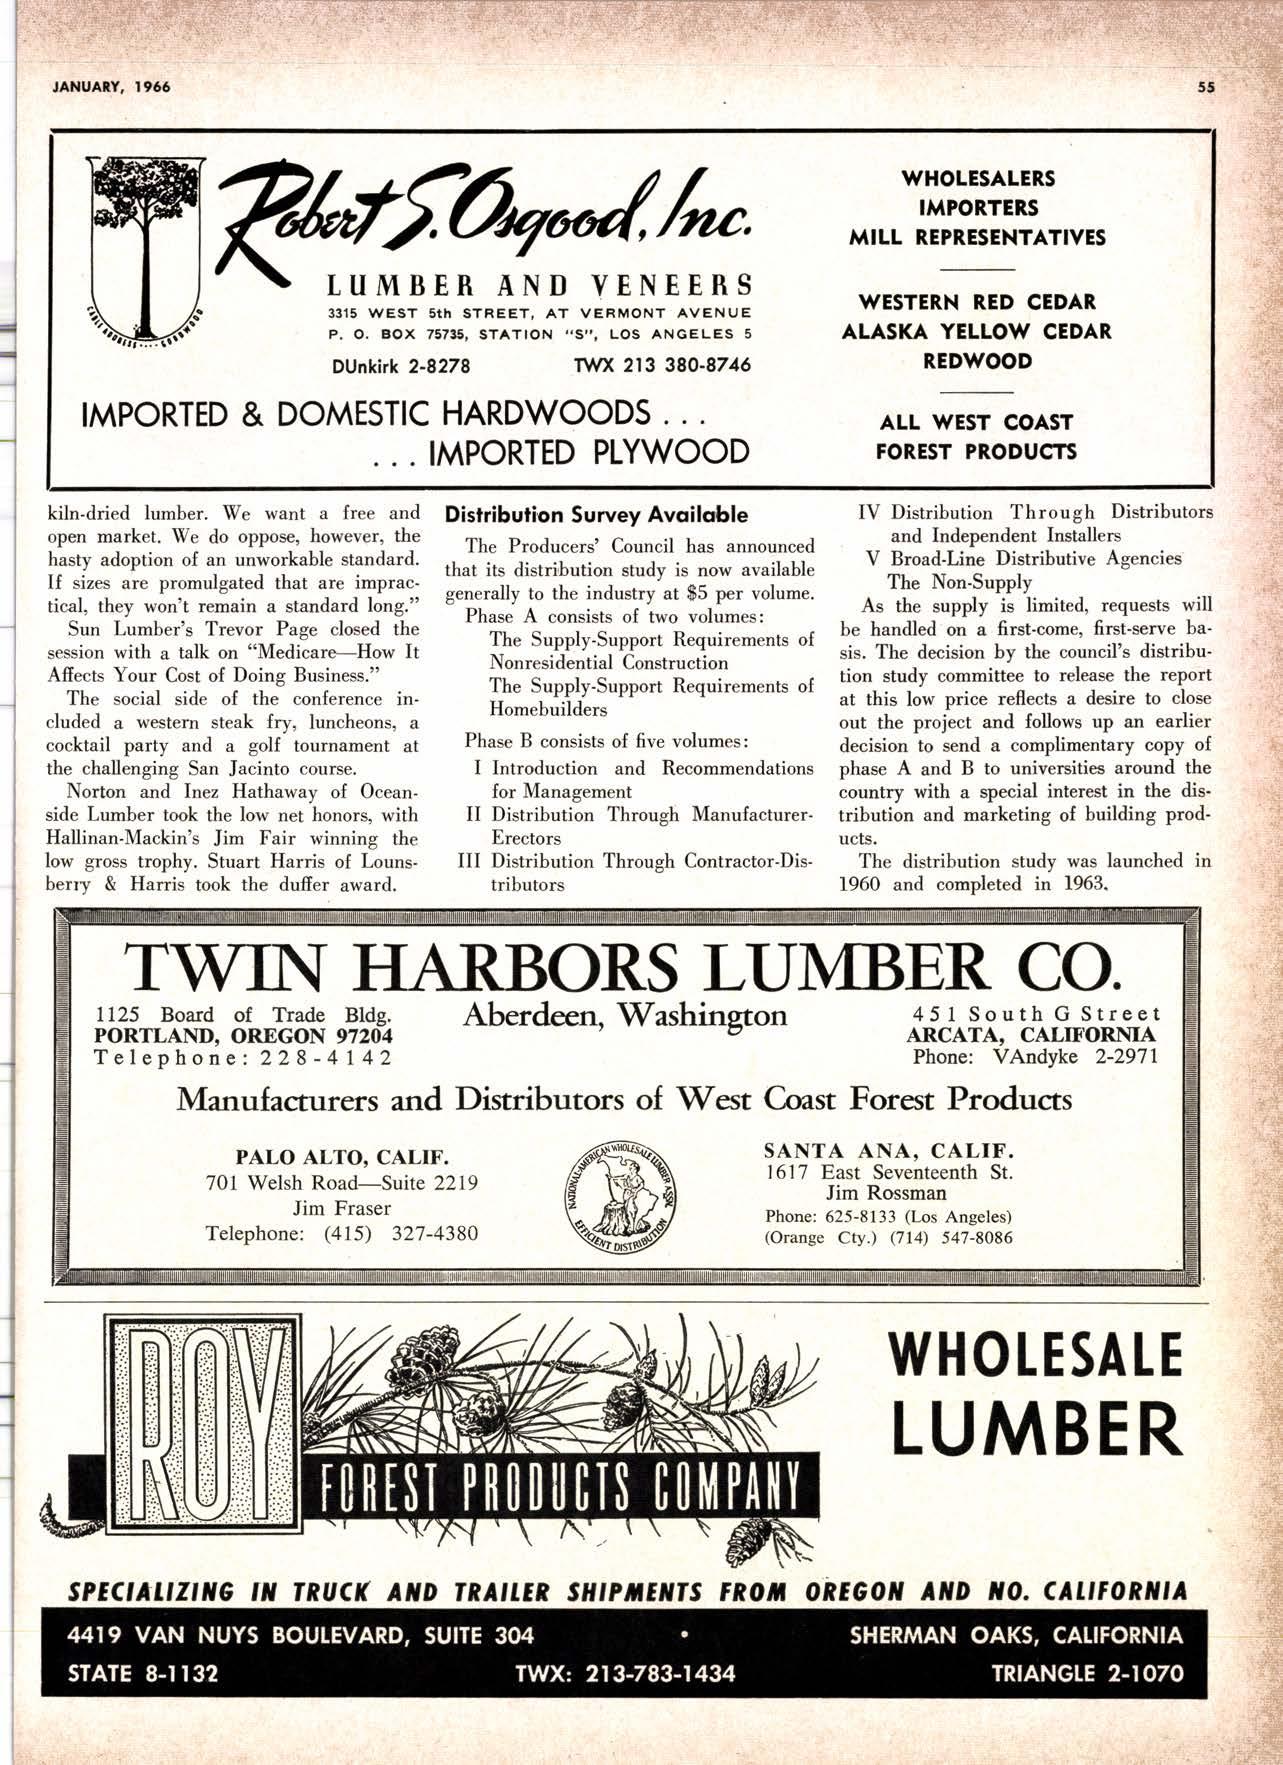 JANUARY, 1966
55
Robert S. Osgood, Inc.
LUMBER AND VENEERS
3315 WEST 5th STREET, AT VERMONT AVENUE
P. O. BOX 75735, STATION "S", LOS ANGELES 5
DUnkirk 2-8278 TWX 213 380-8746
CABLE ADDRESS .... GOODWOOD
IMPORTED & DOMESTIC HARDWOODS . . .
. . . IMPORTED PLYWOOD
WHOLESALERS
IMPORTERS
MILL REPRESENTATIVES
WESTERN RED CEDAR
ALASKA YELLOW CEDAR
REDWOOD
ALL WEST COAST
FOREST PRODUCTS
kiln-dried lumber. We want a free and
open market. We do oppose, however, the
hasty adoption of an unworkable standard.
If sizes are promulgated that are imprac-
tical, they won't remain a standard long."
Sun Lumber's Trevor Page closed the
session with a talk on "Medicare—How It
Affects Your Cost of Doing Business."
The social side of the conference in-
cluded a western steak fry, luncheons, a
cocktail party and a golf tournament at
the challenging San Jacinto course.
Norton and Inez Hathaway of Ocean-
side Lumber took the low net honors, with
Hallinan-Mackin's Jim Fair winning the
low gross trophy. Stuart Harris of Louns-
berry & Harris took the duffer award.
Distribution Survey Available
The Producers' Council has announced
that its distribution study is now available
generally to the industry at $5 per volume.
Phase A consists of two volumes:
The Supply-Support Requirements of
Nonresidential Construction
The Supply-Support Requirements of
Homebuilders
Phase B consists of five volumes:
I Introduction and Recommendations
for Management
II Distribution Through Manufacturer-
Erectors
III Distribution Through Contractor-Dis-
tributors
IV Distribution Through Distributors
and Independent Installers
V Broad-Line Distributive Agencies
The Non-Supply
As the supply is limited, requests will
be handled on a first-come, first-serve ba-
sis. The decision by the council's distribu-
tion study committee to release the report
at this low price reflects a desire to close
out the project and follows up an earlier
decision to send a complimentary copy of
phase A and B to universities around the
country with a special interest in the dis-
tribution and marketing of building prod-
ucts.
The distribution study was launched in
1960 and completed in 1963.
TWIN HARBORS LUMBER CO.
1125 Board of Trade Bldg.
PORTLAND, OREGON 97204
Telephone: 228-4142
Aberdeen, Washington
451 South G Street
ARCATA, CALIFORNIA
Phone: VAndyke 2-2971
Manufacturers and Distributors of West Coast Forest Products
PALO ALTO, CALIF.
701 Welsh Road—Suite 2219
Jim Fraser
Telephone: (415) 327-4380
NATIONAL-AMERICAN WHOLESALE LUMBER ASSN.
EFFICIENT DISTRIBUTION
SANTA ANA, CALIF.
1617 East Seventeenth St.
Jim Rossman
Phone: 625-8133 (Los Angeles)
(Orange Cty.) (714) 547-8086
ROY
FOREST PRODUCTS COMPANY
WHOLESALE
LUMBER
SPECIALIZING IN TRUCK AND TRAILER SHIPMENTS FROM OREGON AND NO. CALIFORNIA
4419 VAN NUYS BOULEVARD, SUITE 304 • SHERMAN OAKS, CALIFORNIA
STATE 8-1132 TWX: 213-783-1434 TRIANGLE 2-1070